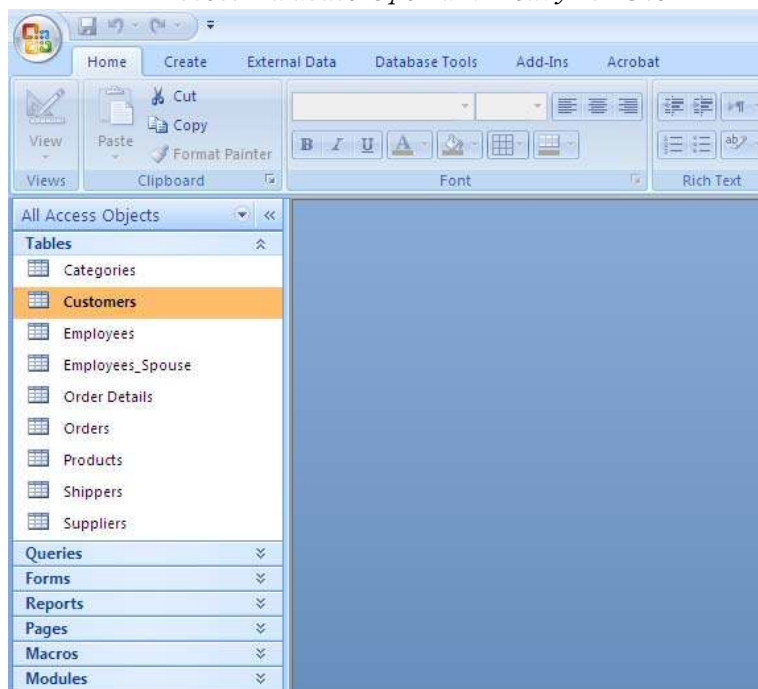 Home Create External Data Database Tools Add-Ins Acrobat
View
Paste
Cut
Copy
Format Painter
B I U A
ab
Views Clipboard Font Rich Text
All Access Objects
Tables
Categories
Customers
Employees
Employees_Spouse
Order Details
Orders
Products
Shippers
Suppliers
Queries
Forms
Reports
Pages
Macros
Modules